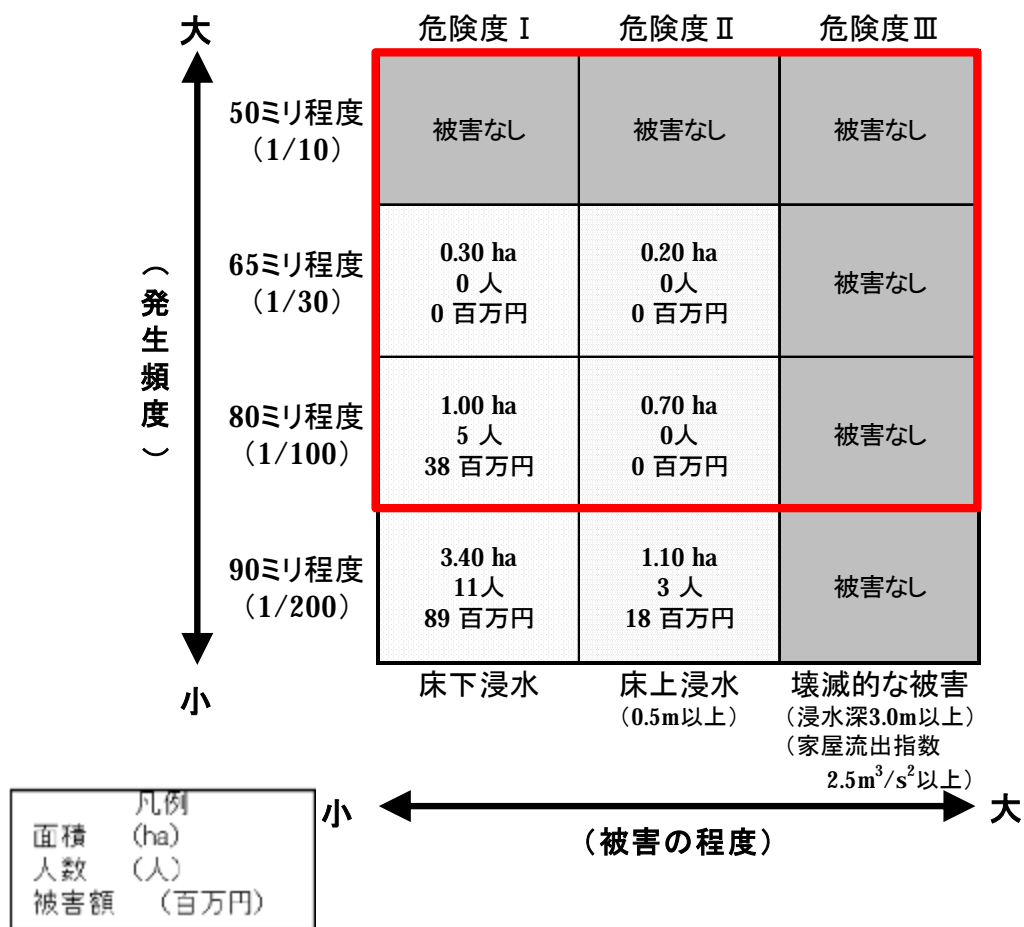 大
危険度Ⅰ
危険度Ⅱ
危険度Ⅲ
50ミリ程度
(1/10)
被害なし
被害なし
被害なし
(発生頻度)
65ミリ程度
(1/30)
0.30 ha
0 人
0 百万円
0.20 ha
0人
0 百万円
被害なし
80ミリ程度
(1/100)
1.00 ha
5 人
38 百万円
0.70 ha
0人
0 百万円
被害なし
90ミリ程度
(1/200)
3.40 ha
11人
89 百万円
1.10 ha
3 人
18 百万円
被害なし
小
床下浸水
床上浸水
(0.5m以上)
壊滅的な被害
(浸水深3.0m以上)
(家屋流出指数
2.5m³/s²以上)
小
大
(被害の程度)
凡例
面積 (ha)
人数 (人)
被害額 (百万円)